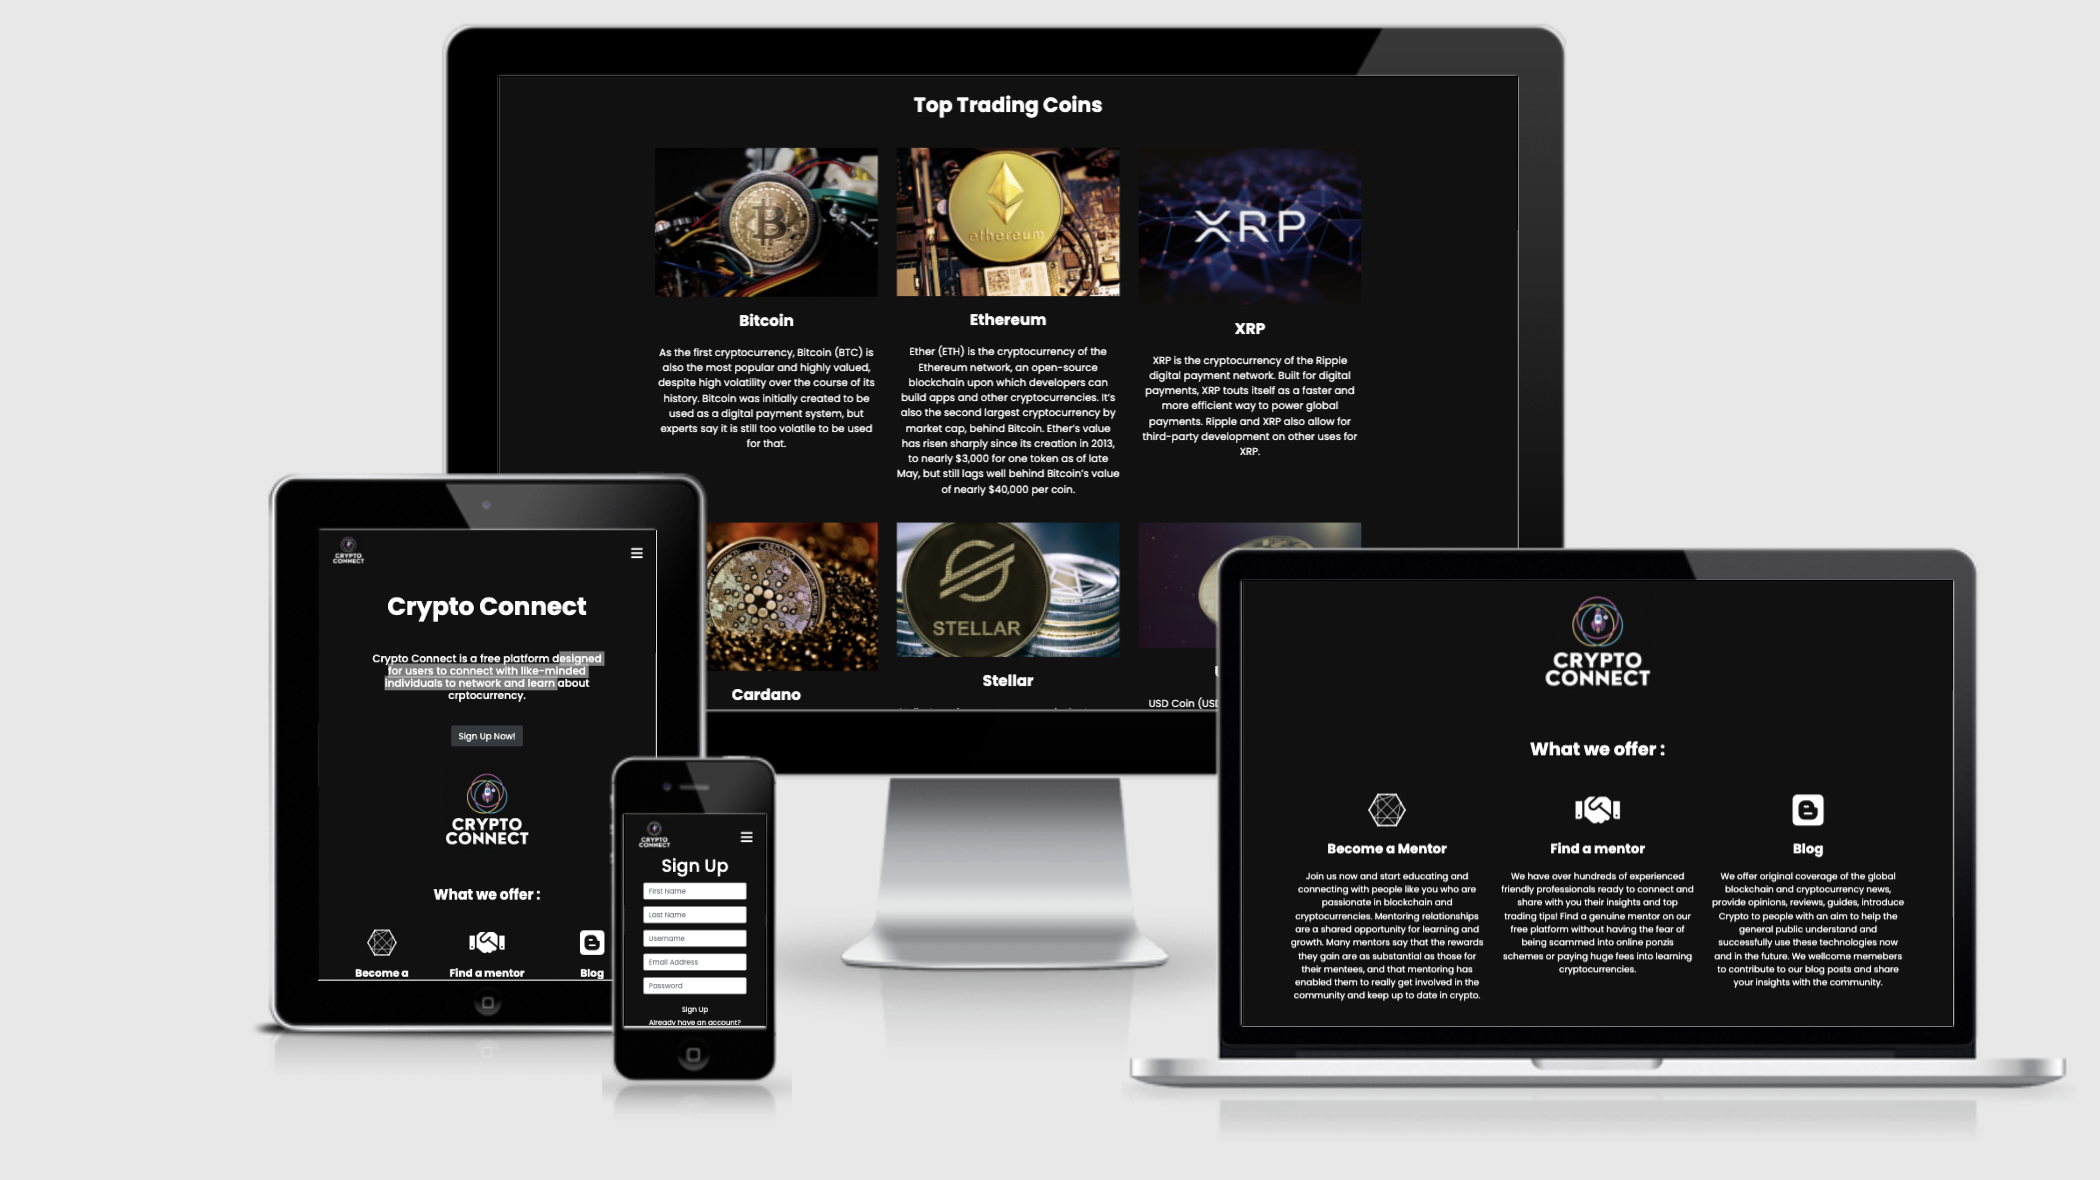 Top Trading Coins
ethereum
XRP
Bitcoin
As the first cryptocurrency, Bitcoin (BTC) is
also the most popular and highly valued,
despite high volatility over the course of its
history. Bitcoin was initially created to be
used as a digital payment system, but
experts say it is still too volatile to be used
for that.
Ethereum
Ether (ETH) is the cryptocurrency of the
Ethereum network, an open-source
blockchain upon which developers can
build apps and other cryptocurrencies. It's
also the second largest cryptocurrency by
market cap, behind Bitcoin. Ether's value
has risen sharply since its creation in 2013,
to nearly $3,000 for one token as of late
May, but still lags well behind Bitcoin's value
of nearly $40,000 per coin.
XRP
XRP is the cryptocurrency of the Ripple
digital payment network. Built for digital
payments, XRP touts itself as a faster and
more efficient way to power global
payments. Ripple and XRP also allow for
third-party development on other uses for
XRP.
CARDANO
STELLAR
Cardano
Stellar
USD Coin (USD
CRYPTO
CONNECT
Crypto Connect
Crypto Connect is a free platform designed
for users to connect with like-minded
individuals to network and learn about
crptocurrency.
Sign Up Now!
CRYPTO
CONNECT
What we offer :
Become a
Find a mentor
Blog
CRYPTO
CONNECT
Sign Up
First Name
Last Name
Username
Email Address
Password
Sign Up
Already have an account?
CRYPTO
CONNECT
What we offer :
Become a Mentor
Join us now and start educating and
connecting with people like you who are
passionate in blockchain and
cryptocurrencies. Mentoring relationships
are a shared opportunity for learning and
growth. Many mentors say that the rewards
they gain are as substantial as those for
their mentees, and that mentoring has
enabled them to really get involved in the
community and keep up to date in crypto.
Find a mentor
We have over hundreds of experienced
friendly professionals ready to connect and
share with you their insights and top
trading tips! Find a genuine mentor on our
free platform without having the fear of
being scammed into online ponzis
schemes or paying huge fees into learning
cryptocurrencies.
Blog
We offer original coverage of the global
blockchain and cryptocurrency news,
provide opinions, reviews, guides, introduce
Crypto to people with an aim to help the
general public understand and
successfully use these technologies now
and in the future. We wellcome memebers
to contribute to our blog posts and share
your insights with the community.